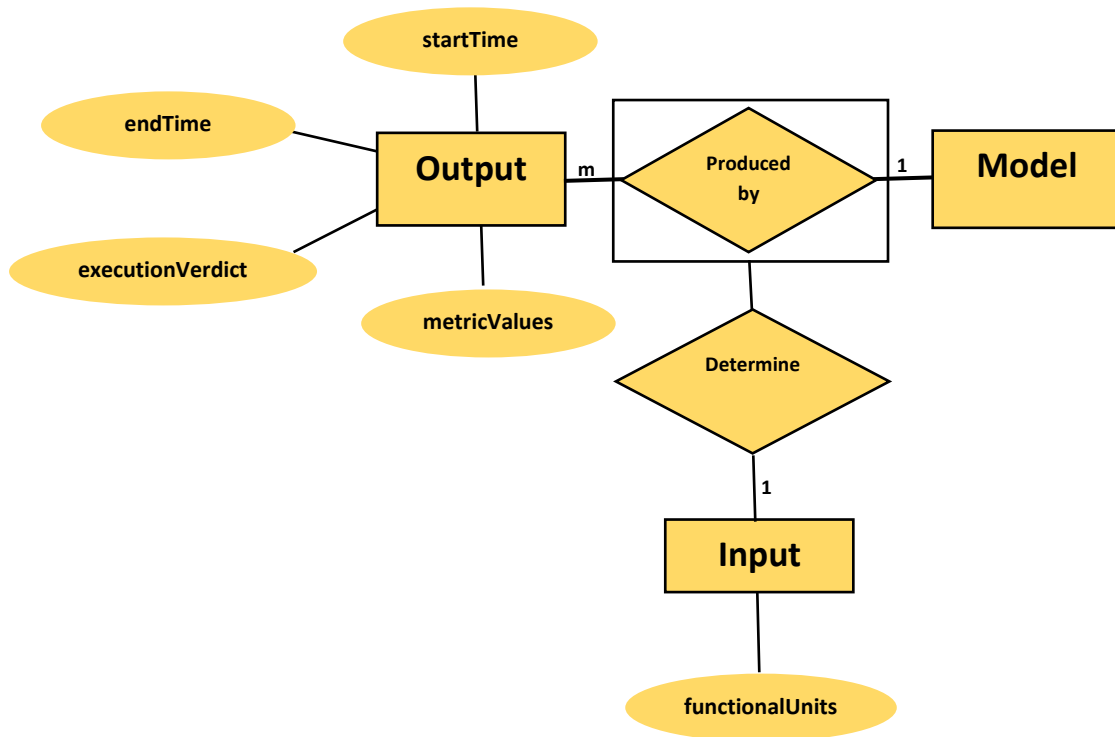 startTime
endTime
Output
m
Produced
by
1
Model
executionVerdict
metricValues
Determine
1
Input
functionalUnits